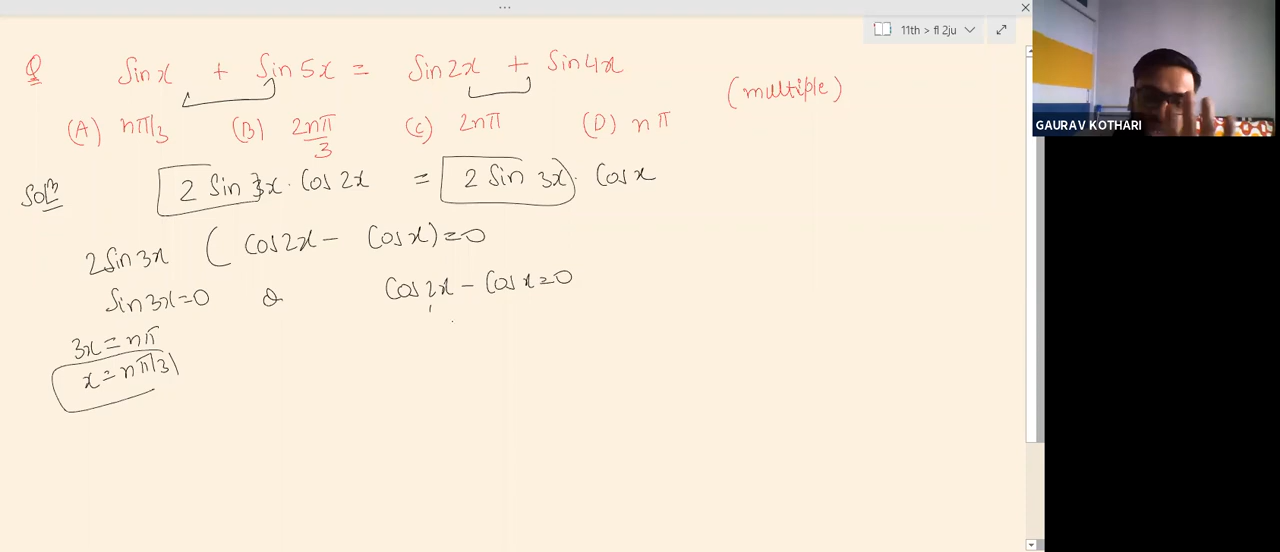 11th > fl 2ju
Q Sin x + Sin 5x = Sin 2x + Sin 4x
(multiple)
GAURAV KOTHARI
(A) nπ/3 (B) 2nπ/3 (C) 2nπ (D) nπ
Solⁿ 2 Sin 3x . Cos 2x = 2 Sin 3x . Cos x
2 Sin 3x ( Cos 2x - Cos x) = 0
Sin 3x = 0 & Cos 2x - Cos x = 0
3x = nπ
x = nπ/3